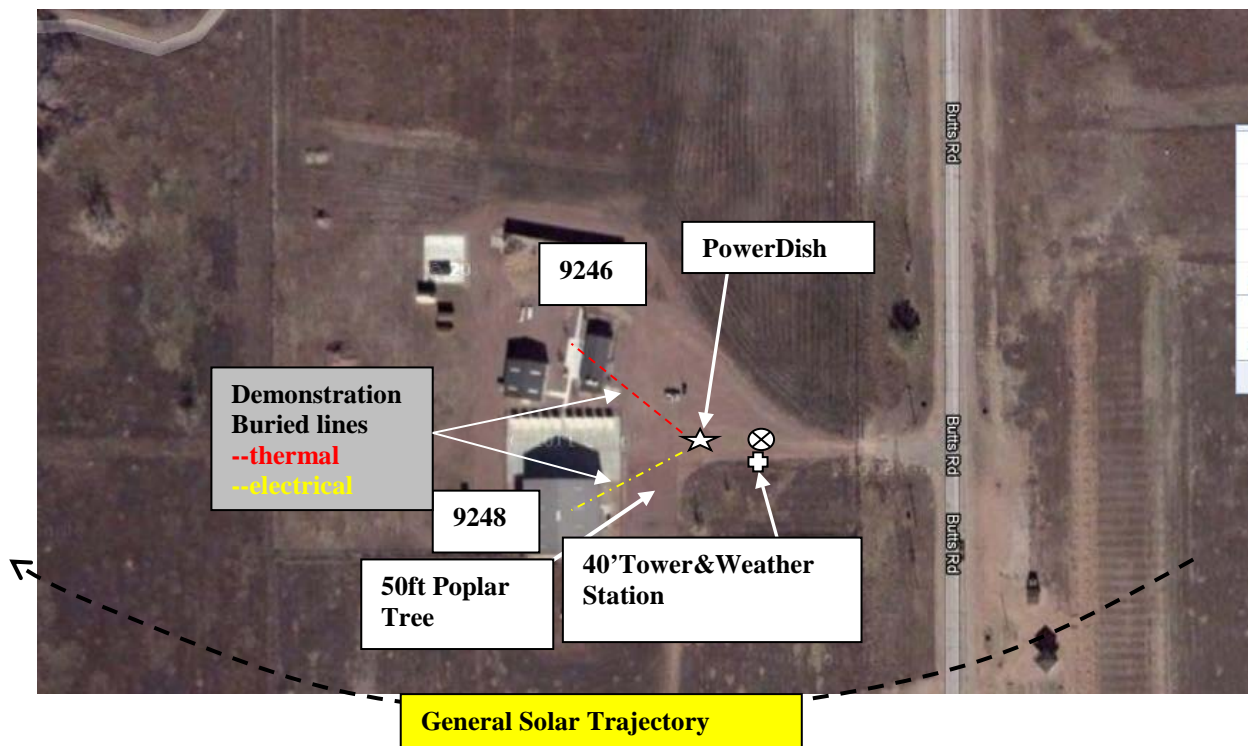 Butts Rd
PowerDish
9246
Demonstration
Buried lines
--thermal
--electrical
Butts Rd
9248
Butts Rd
50ft Poplar
Tree
40'Tower&Weather
Station
General Solar Trajectory